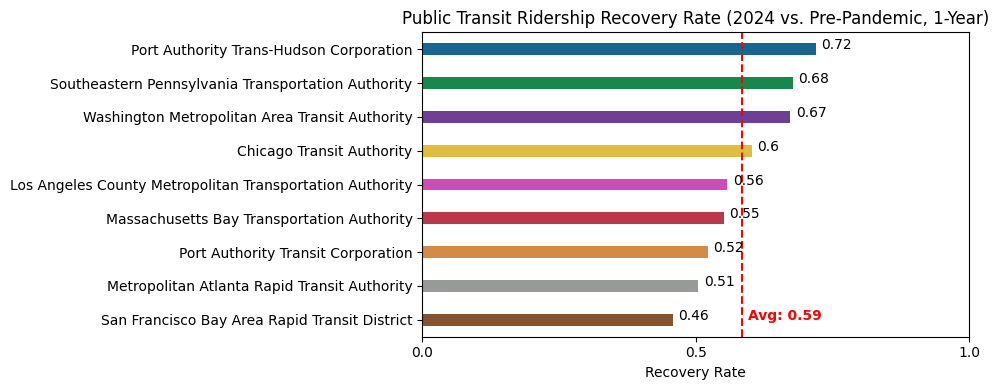 Public Transit Ridership Recovery Rate (2024 vs. Pre-Pandemic, 1-Year)
Port Authority Trans-Hudson Corporation 0.72
Southeastern Pennsylvania Transportation Authority 0.68
Washington Metropolitan Area Transit Authority 0.67
Chicago Transit Authority 0.6
Los Angeles County Metropolitan Transportation Authority 0.56
Massachusetts Bay Transportation Authority 0.55
Port Authority Transit Corporation 0.52
Metropolitan Atlanta Rapid Transit Authority 0.51
San Francisco Bay Area Rapid Transit District 0.46 Avg: 0.59
0.0 0.5 1.0
Recovery Rate